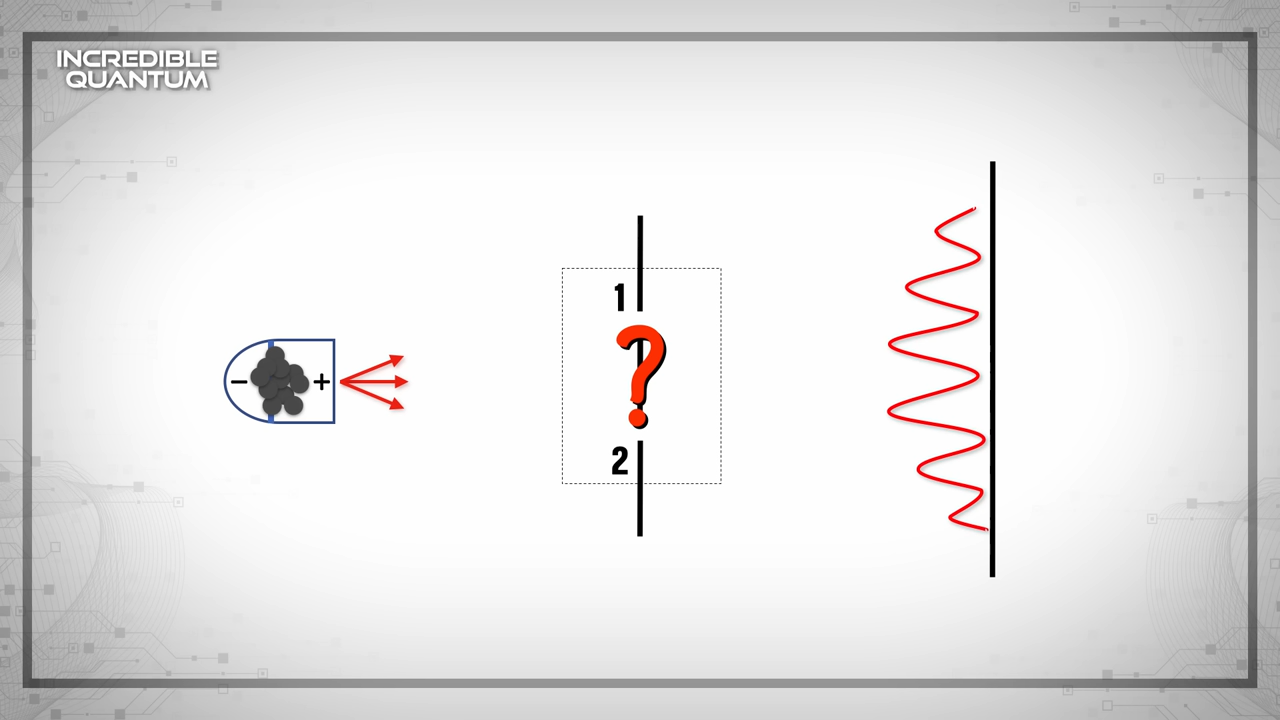 INCREDIBLE
QUANTUM
1
?
− +
2